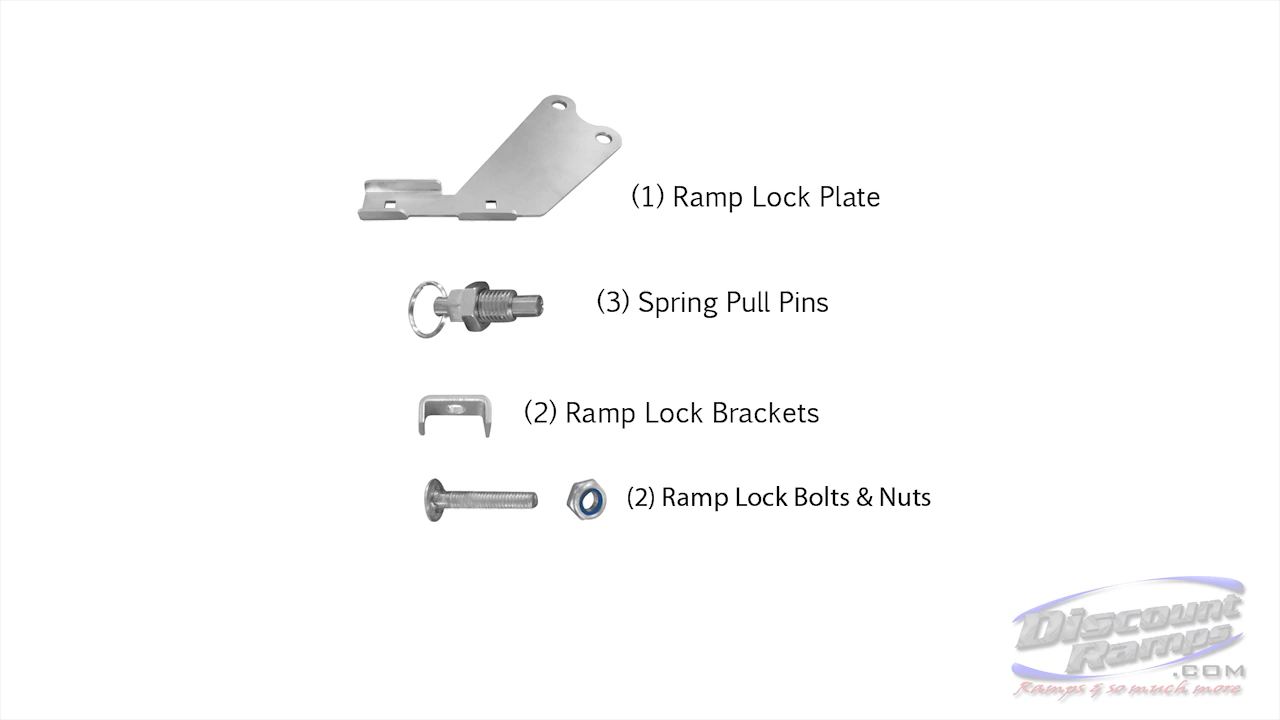 (1) Ramp Lock Plate
(3) Spring Pull Pins
(2) Ramp Lock Brackets
(2) Ramp Lock Bolts & Nuts
Discount
Ramps
.COM
Ramps & so much more